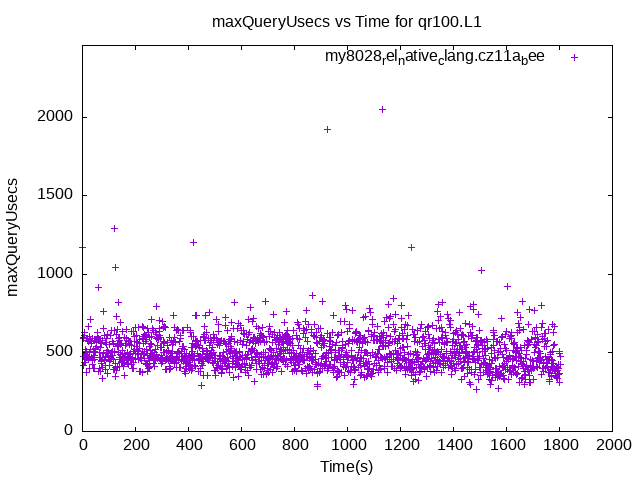 maxQueryUsecs vs Time for qr100.L1
my8028relnative_clang.cz11abee
2000
1500
1000
500
0
maxQueryUsecs
0 200 400 600 800 1000 1200 1400 1600 1800 2000
Time(s)